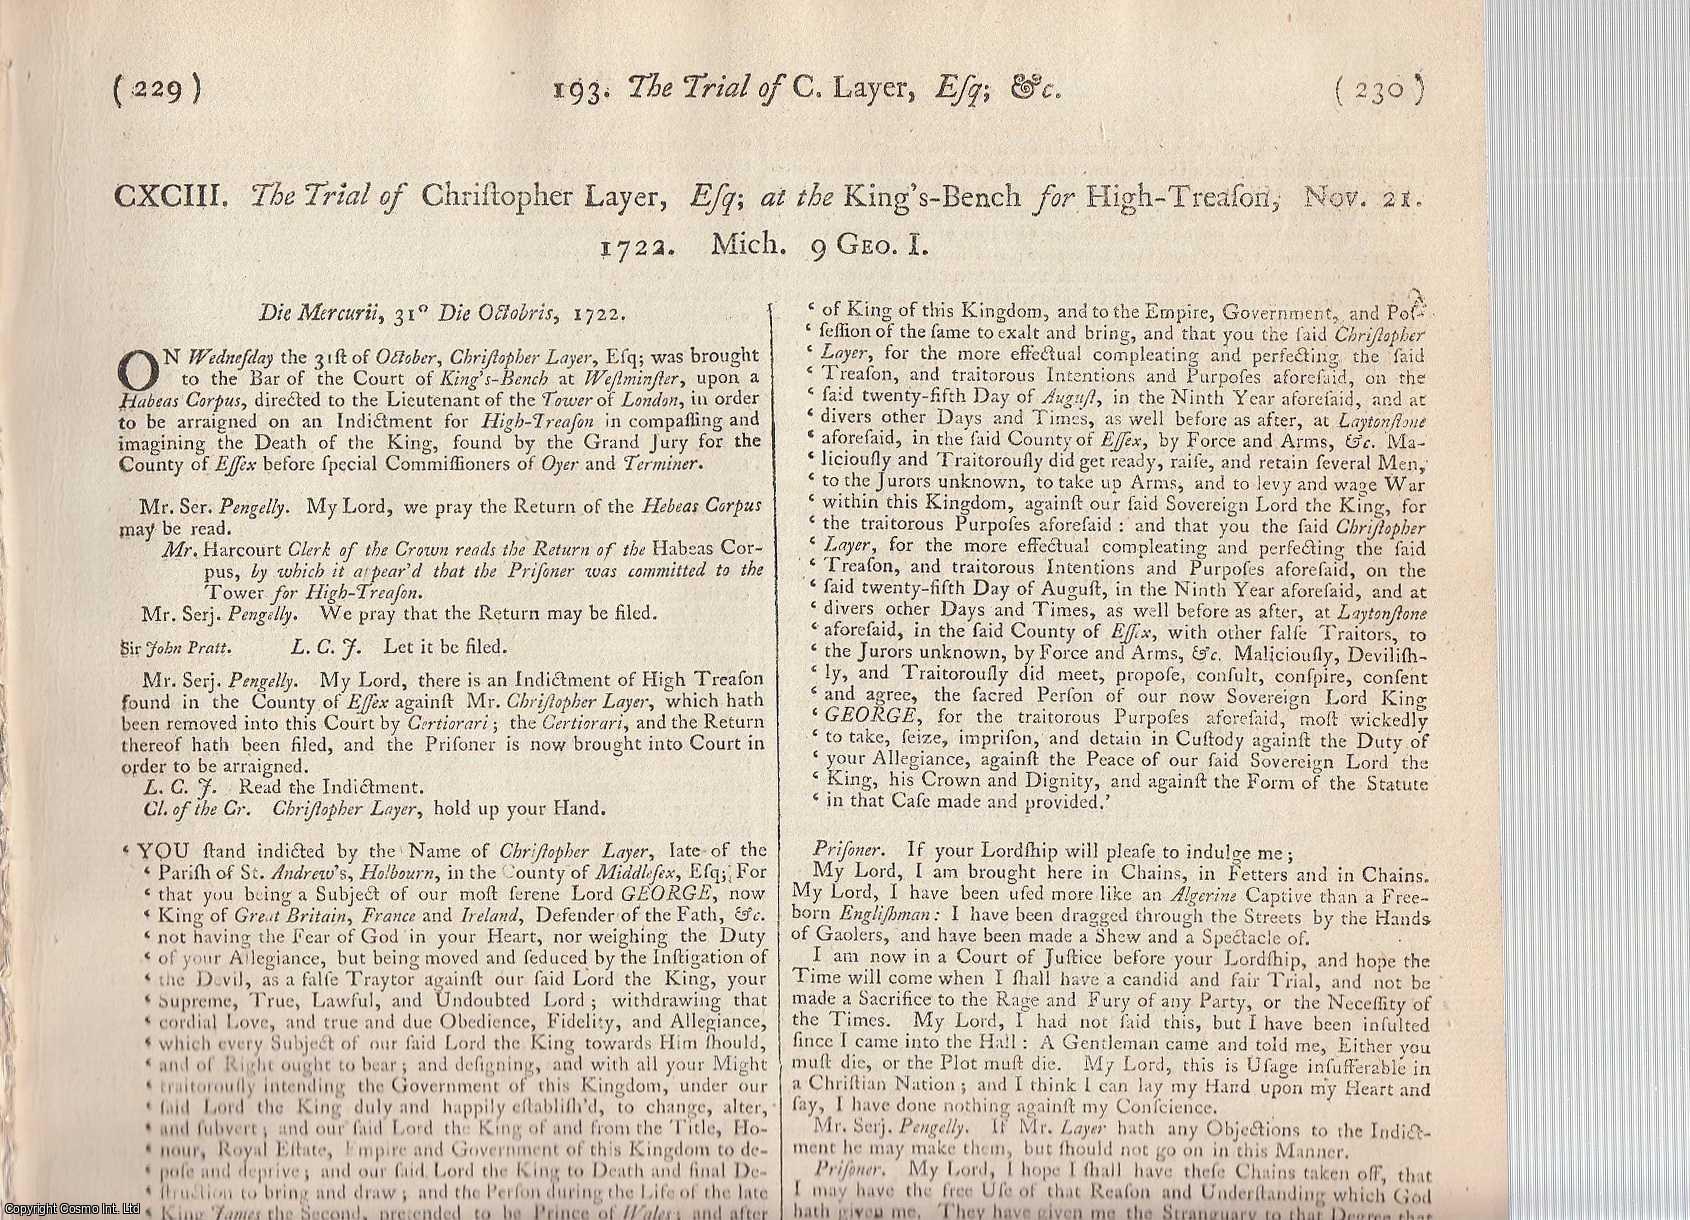 (229)
193. The Trial of C. Layer, Eſq; &c.
(230)
CXCIII. The Trial of Chriſtopher Layer, Eſq; at the King's-Bench for High-Treaſon, Nov. 21.
1722. Mich. 9 GEO. I.
Die Mercurii, 31° Die Octobris, 1722.
ON Wedneſday the 31ſt of October, Chriſtopher Layer, Eſq; was brought
to the Bar of the Court of King's-Bench at Weſtminſter, upon a
Habeas Corpus, directed to the Lieutenant of the Tower of London, in order
to be arraigned on an Indictment for High-Treaſon in compaſſing and
imagining the Death of the King, found by the Grand Jury for the
County of Eſſex before ſpecial Commiſſioners of Oyer and Terminer.
Mr. Ser. Pengelly. My Lord, we pray the Return of the Hebeas Corpus
may be read.
Mr. Harcourt Clerk of the Crown reads the Return of the Habeas Cor-
pus, by which it appear'd that the Priſoner was committed to the
Tower for High-Treaſon.
Mr. Serj. Pengelly. We pray that the Return may be filed.
Sir John Pratt. L. C. J. Let it be filed.
Mr. Serj. Pengelly. My Lord, there is an Indictment of High Treaſon
found in the County of Eſſex againſt Mr. Chriſtopher Layer, which hath
been removed into this Court by Certiorari; the Certiorari, and the Return
thereof hath been filed, and the Priſoner is now brought into Court in
order to be arraigned.
L. C. J. Read the Indictment.
Cl. of the Cr. Chriſtopher Layer, hold up your Hand.
‘ YOU ſtand indicted by the Name of Chriſtopher Layer, late of the
‘ Pariſh of St. Andrew's, Holbourn, in the County of Middleſex, Eſq; For
‘ that you being a Subject of our moſt ſerene Lord GEORGE, now
‘ King of Great Britain, France and Ireland, Defender of the Fath, &c.
‘ not having the Fear of God in your Heart, nor weighing the Duty
‘ of your Allegiance, but being moved and ſeduced by the Inſtigation of
‘ the Devil, as a falſe Traytor againſt our ſaid Lord the King, your
‘ Supreme, True, Lawful, and Undoubted Lord; withdrawing that
‘ cordial Love, and true and due Obedience, Fidelity, and Allegiance,
‘ which every Subject of our ſaid Lord the King towards Him ſhould,
‘ and of Right ought to bear; and deſigning, and with all your Might
‘ traitorouſly intending the Government of this Kingdom, under our
‘ ſaid Lord the King duly and happily eſtabliſh'd, to change, alter,
‘ and ſubvert; and our ſaid Lord the King of and from the Title, Ho-
‘ nour, Royal Eſtate, Empire and Government of this Kingdom to de-
‘ poſe and deprive; and our ſaid Lord the King to Death and final De-
‘ ſtruction to bring and draw; and the Perſon during the Life of the late
‘ King James the Second, pretended to be Prince of Wales; and after
‘ of King of this Kingdom, and to the Empire, Government, and Poſ-
‘ ſeſſion of the ſame to exalt and bring, and that you the ſaid Chriſtopher
‘ Layer, for the more effectual compleating and perfecting the ſaid
‘ Treaſon, and traitorous Intentions and Purpoſes aforeſaid, on the
‘ ſaid twenty-fifth Day of Auguſt, in the Ninth Year aforeſaid, and at
‘ divers other Days and Times, as well before as after, at Laytonſtone
‘ aforeſaid, in the ſaid County of Eſſex, by Force and Arms, &c. Ma-
‘ liciouſly and Traitorouſly did get ready, raiſe, and retain ſeveral Men,
‘ to the Jurors unknown, to take up Arms, and to levy and wage War
‘ within this Kingdom, againſt our ſaid Sovereign Lord the King, for
‘ the traitorous Purpoſes aforeſaid: and that you the ſaid Chriſtopher
‘ Layer, for the more effectual compleating and perfecting the ſaid
‘ Treaſon, and traitorous Intentions and Purpoſes aforeſaid, on the
‘ ſaid twenty-fifth Day of Auguſt, in the Ninth Year aforeſaid, and at
‘ divers other Days and Times, as well before as after, at Laytonſtone
‘ aforeſaid, in the ſaid County of Eſſex, with other falſe Traitors, to
‘ the Jurors unknown, by Force and Arms, &c. Maliciouſly, Deviliſh-
‘ ly, and Traitorouſly did meet, propoſe, conſult, conſpire, conſent
‘ and agree, the ſacred Perſon of our now Sovereign Lord King
‘ GEORGE, for the traitorous Purpoſes aforeſaid, moſt wickedly
‘ to take, ſeize, impriſon, and detain in Cuſtody againſt the Duty of
‘ your Allegiance, againſt the Peace of our ſaid Sovereign Lord the
‘ King, his Crown and Dignity, and againſt the Form of the Statute
‘ in that Caſe made and provided.’
Priſoner. If your Lordſhip will pleaſe to indulge me;
My Lord, I am brought here in Chains, in Fetters and in Chains.
My Lord, I have been uſed more like an Algerine Captive than a Free-
born Engliſhman: I have been dragged through the Streets by the Hands
of Gaolers, and have been made a Shew and a Spectacle of.
I am now in a Court of Juſtice before your Lordſhip, and hope the
Time will come when I ſhall have a candid and fair Trial, and not be
made a Sacrifice to the Rage and Fury of any Party, or the Neceſſity of
the Times. My Lord, I had not ſaid this, but I have been inſulted
ſince I came into the Hall: A Gentleman came and told me, Either you
muſt die, or the Plot muſt die. My Lord, this is Uſage inſufferable in
a Chriſtian Nation; and I think I can lay my Hand upon my Heart and
ſay, I have done nothing againſt my Conſcience.
Mr. Serj. Pengelly. If Mr. Layer hath any Objections to the Indict-
ment he may make them, but ſhould not go on in this Manner.
Priſoner. My Lord, I hope I ſhall have theſe Chains taken off, that
I may have the free Uſe of that Reaſon and Underſtanding which God
hath given me. They have given me the Stranguary to that Degree that
Copyright Cosmo Int. Ltd